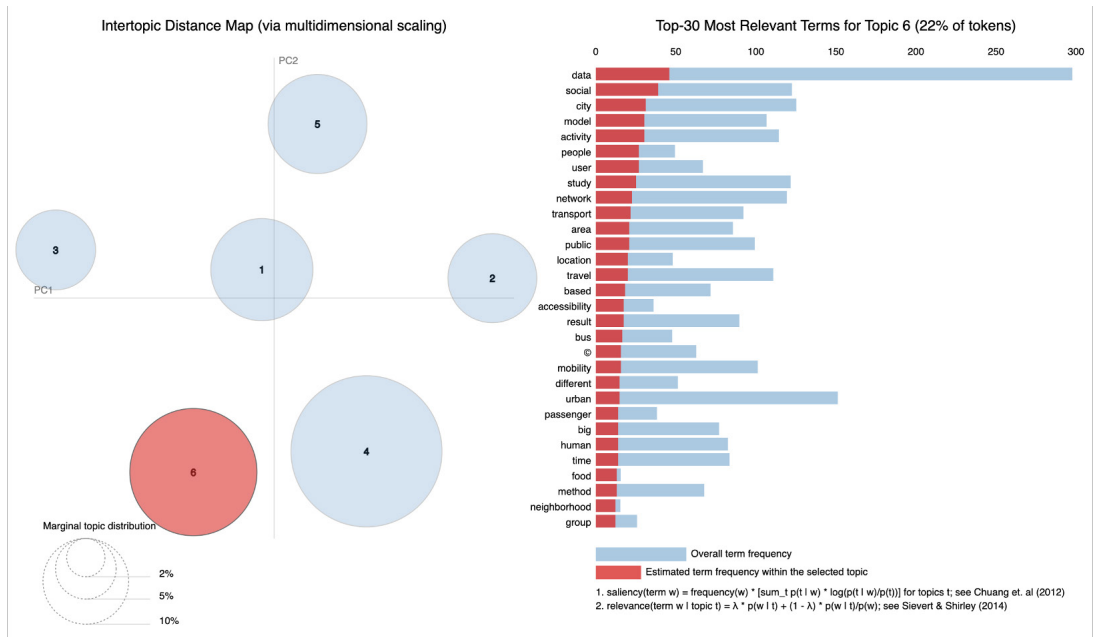 Intertopic Distance Map (via multidimensional scaling)
PC2
5
3
1
2
PC1
6
4
Marginal topic distribution
2%
5%
10%
Top-30 Most Relevant Terms for Topic 6 (22% of tokens)
0 50 100 150 200 250 300
data
social
city
model
activity
people
user
study
network
transport
area
public
location
travel
based
accessibility
result
bus
©
mobility
different
urban
passenger
big
human
time
food
method
neighborhood
group
Overall term frequency
Estimated term frequency within the selected topic
1. saliency(term w) = frequency(w) * [sum_t p(t | w) * log(p(t | w)/p(t))] for topics t; see Chuang et. al (2012)
2. relevance(term w | topic t) = λ * p(w | t) + (1 - λ) * p(w | t)/p(w); see Sievert & Shirley (2014)